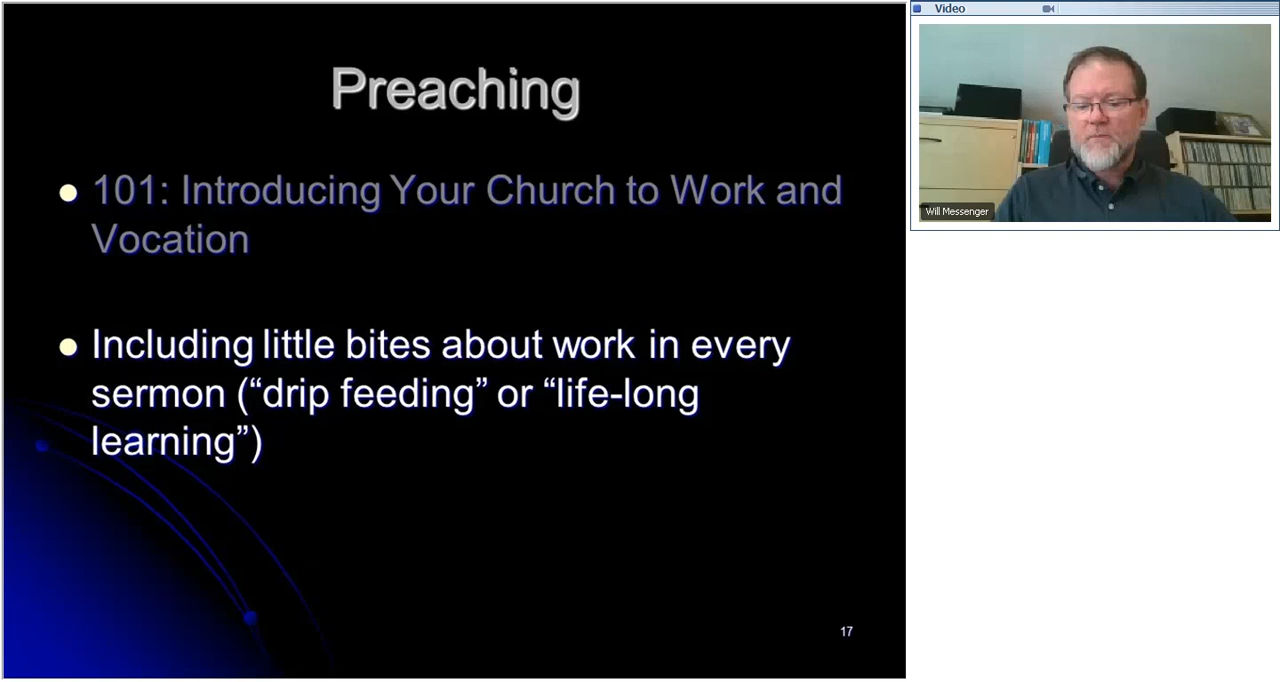 Preaching
101: Introducing Your Church to Work and
Vocation
Including little bites about work in every
sermon (“drip feeding” or “life-long
learning”)
17
Video
Will Messenger